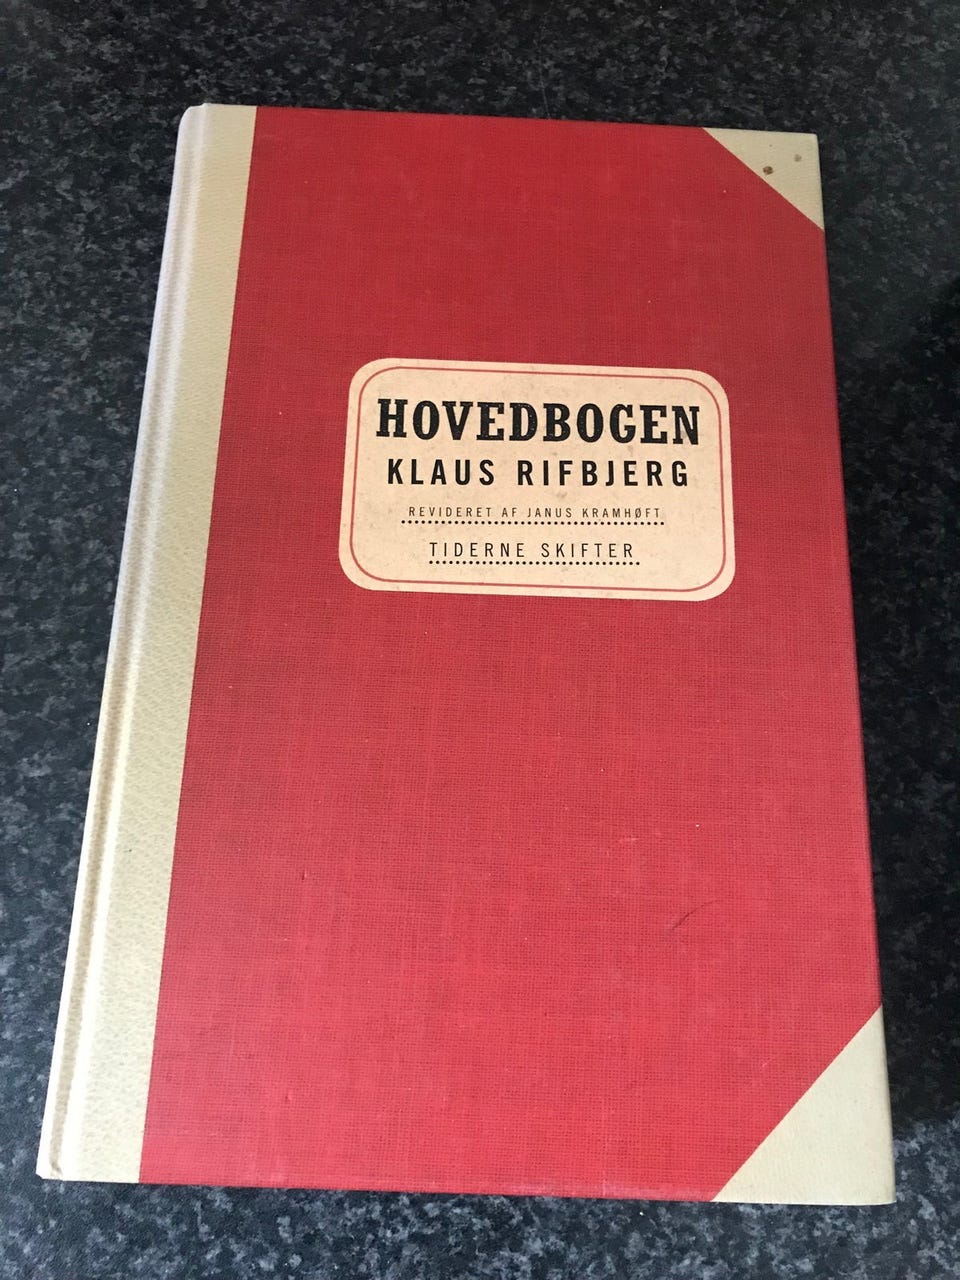 HOVEDBOGEN
KLAUS RIFBJERG
REVIDERET AF JANUS KRAMHØFT
TIDERNE SKIFTER